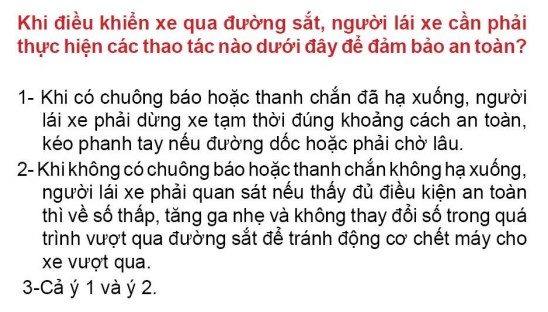 Khi điều khiển xe qua đường sắt, người lái xe cần phải
thực hiện các thao tác nào dưới đây để đảm bảo an toàn?
1- Khi có chuông báo hoặc thanh chắn đã hạ xuống, người
lái xe phải dừng xe tạm thời đúng khoảng cách an toàn,
kéo phanh tay nếu đường dốc hoặc phải chờ lâu.
2- Khi không có chuông báo hoặc thanh chắn không hạ xuống,
người lái xe phải quan sát nếu thấy đủ điều kiện an toàn
thì về số thấp, tăng ga nhẹ và không thay đổi số trong quá
trình vượt qua đường sắt để tránh động cơ chết máy cho
xe vượt qua.
3-Cả ý 1 và ý 2.